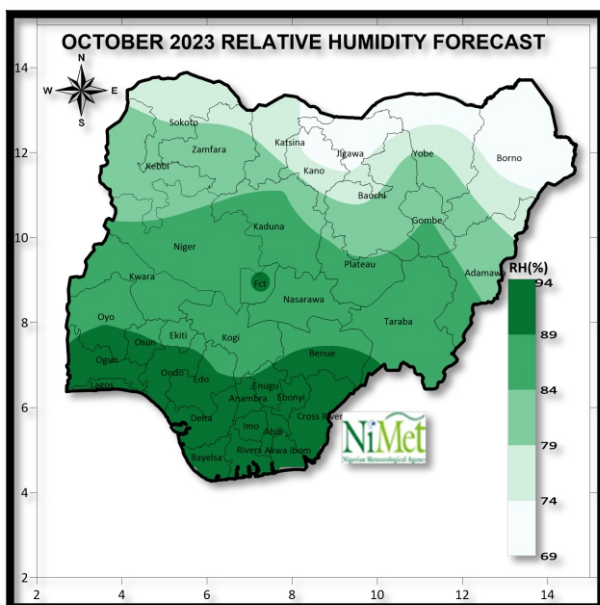 OCTOBER 2023 RELATIVE HUMIDITY FORECAST
N
W E
S
14
12
10
8
6
4
2
2 4 6 8 10 12 14
Sokoto
Katsina
Zamfara
Jigawa
Yobe
Borno
Kebbi
Kano
Bauchi
Gombe
Kaduna
Niger
Plateau
Adamaw
Kwara
Fct
Nasarawa
Taraba
Oyo
Osun
Ekiti
Kogi
Benue
Ogun
Ondo
Edo
Enugu
Lagos
Anambra
Ebonyi
Delta
Imo
Abia
Cross River
Bayelsa
Rivers
Akwa Ibom
RH(%)
94
89
84
79
74
69
NiMet
Nigerian Meteorological Agency